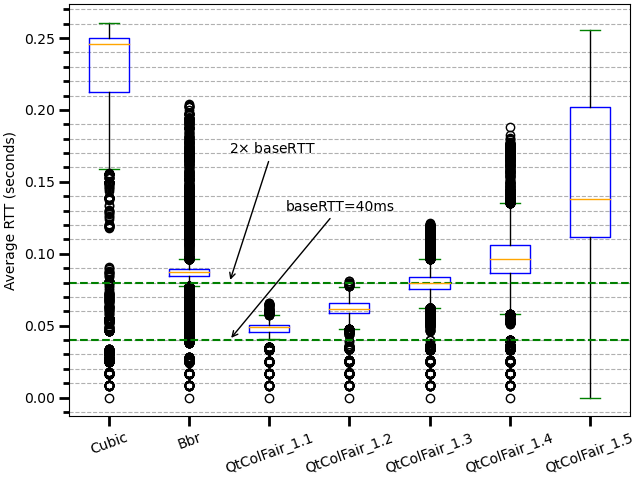 Average RTT (seconds)
0.25
0.20
0.15
0.10
0.05
0.00
2× baseRTT
baseRTT=40ms
Cubic
Bbr
QtColFair_1.1
QtColFair_1.2
QtColFair_1.3
QtColFair_1.4
QtColFair_1.5